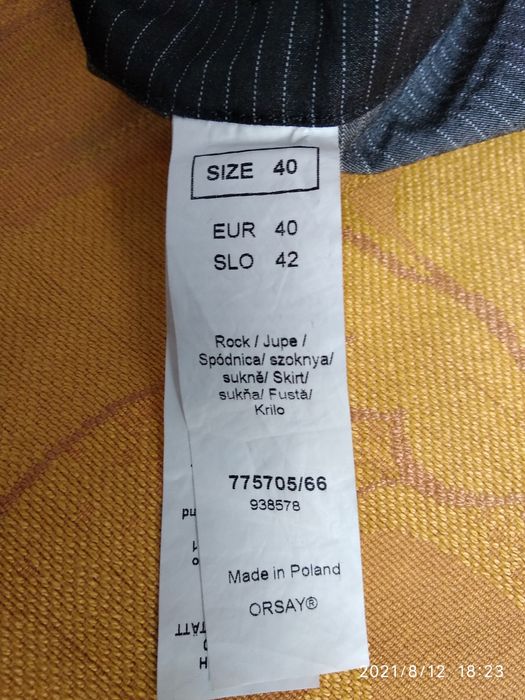 SIZE 40
EUR 40
SLO 42
Rock / Jupe /
Spódnica/ szoknya/
sukně/ Skirt/
sukňa/ Fustă/
Krilo
775705/66
938578
Made in Poland
ORSAY®
2021/8/12 18:23